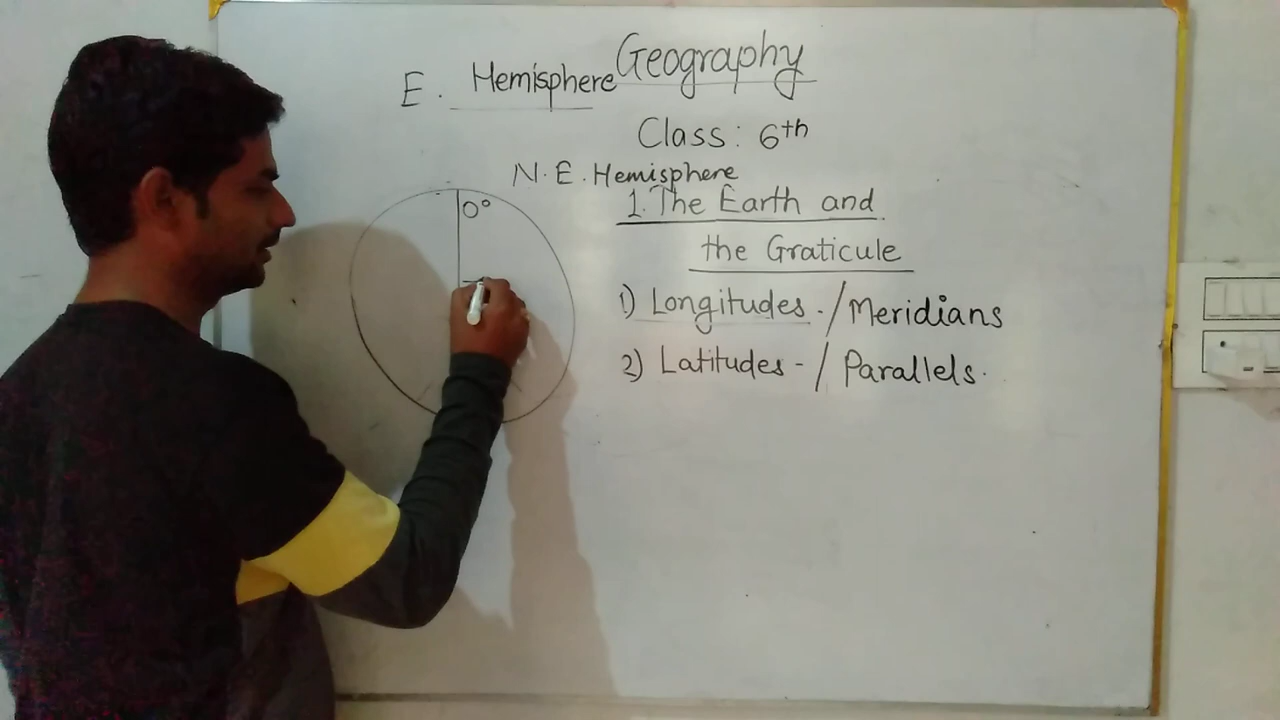 Geography
E. Hemisphere
Class: 6th
N.E. Hemisphere
1. The Earth and
the Graticule
0°
1) Longitudes - / Meridians
2) Latitudes - / Parallels.